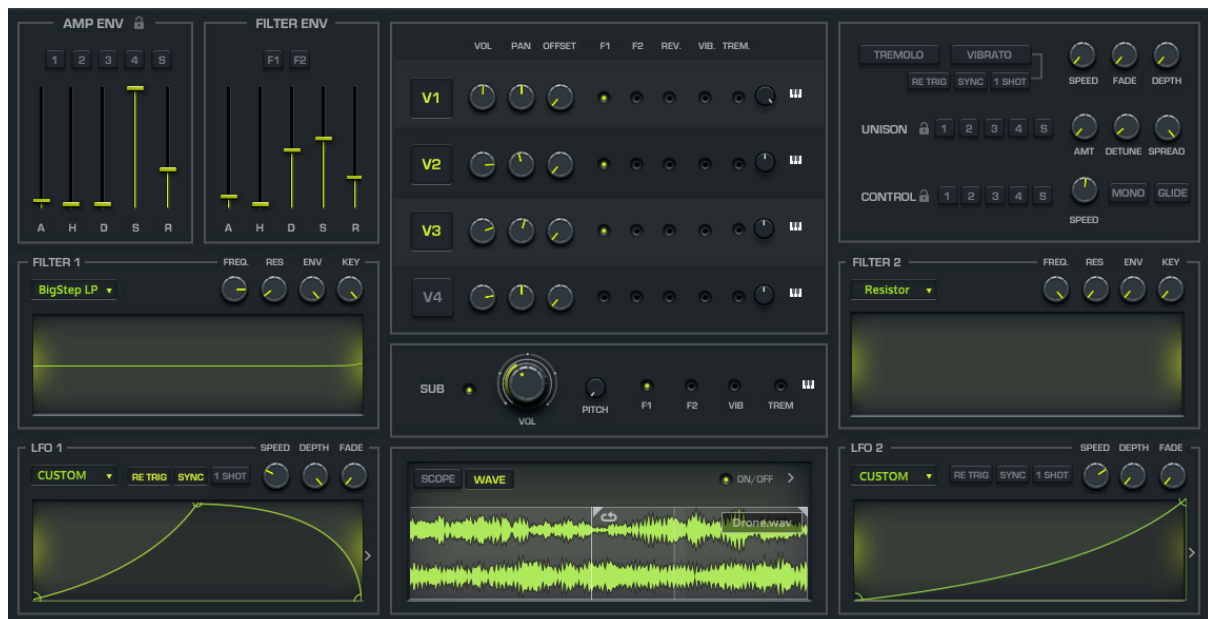 AMP ENV
1 2 3 4 S
A H D S R
FILTER ENV
F1 F2
A H D S R
VOL PAN OFFSET F1 F2 REV. VIB. TREM.
V1
V2
V3
V4
TREMOLO VIBRATO
RE TRIG SYNC 1 SHOT
SPEED FADE DEPTH
UNISON 1 2 3 4 S
AMT DETUNE SPREAD
CONTROL 1 2 3 4 S
MONO GLIDE
SPEED
FILTER 1 FREQ. RES ENV KEY
BigStep LP
SUB
VOL
PITCH F1 F2 VIB TREM
FILTER 2 FREQ. RES ENV KEY
Resistor
LFO 1 SPEED DEPTH FADE
CUSTOM RE TRIG SYNC 1 SHOT
SCOPE WAVE ON/OFF
Drone.wav
LFO 2 SPEED DEPTH FADE
CUSTOM RE TRIG SYNC 1 SHOT